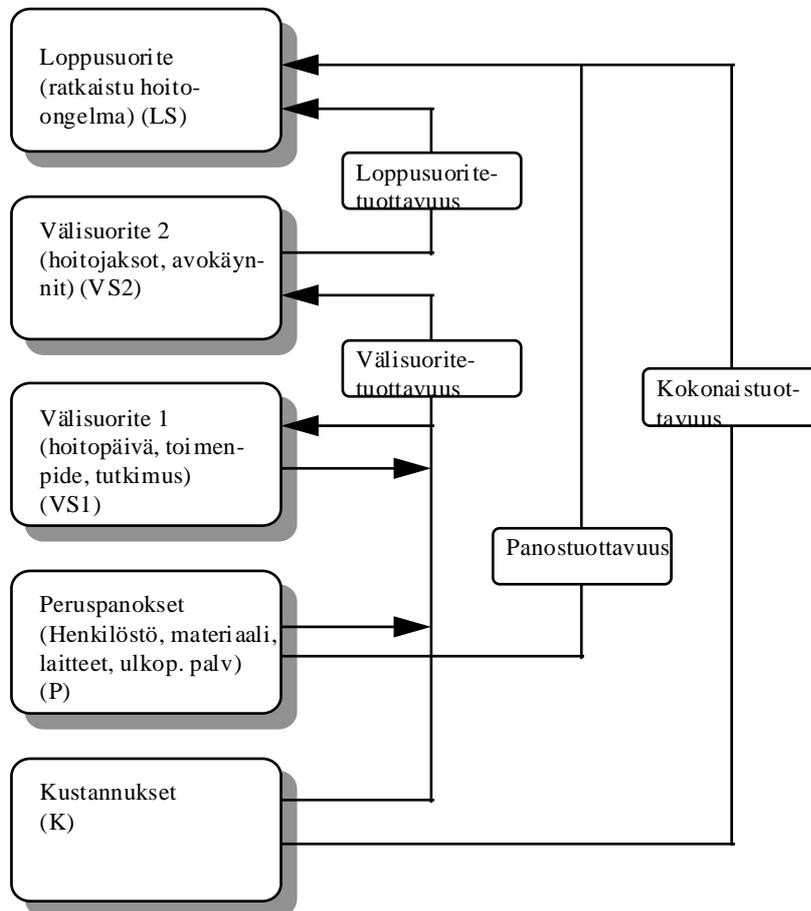 Loppusuorite
(ratkaistu hoito-
ongelma) (LS)
Loppusuorite-
tuottavuus
Välisuorite 2
(hoitojaksot, avokäyn-
nit) (VS2)
Välisuorite-
tuottavuus
Kokonaistuot-
tavuus
Välisuorite 1
(hoitopäivä, toimen-
pide, tutkimus)
(VS1)
Panostuottavuus
Peruspanokset
(Henkilöstö, materiaali,
laitteet, ulkop. palv)
(P)
Kustannukset
(K)